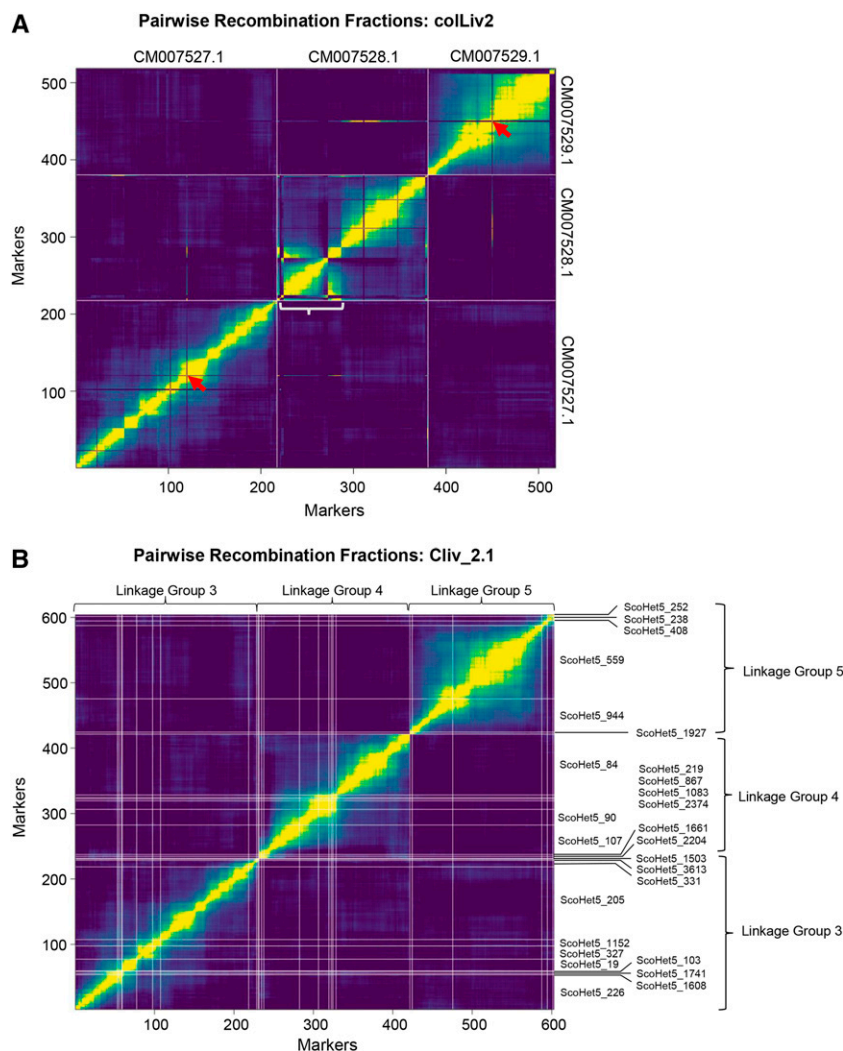 A
Pairwise Recombination Fractions: colLiv2
CM007527.1 CM007528.1 CM007529.1
500
400
300
200
100
Markers
CM007529.1
CM007528.1
CM007527.1
100 200 300 400 500
Markers
B
Pairwise Recombination Fractions: Cliv_2.1
Linkage Group 3 Linkage Group 4 Linkage Group 5
600
500
400
300
200
100
Markers
ScoHet5_252
ScoHet5_238
ScoHet5_408
ScoHet5_559
Linkage Group 5
ScoHet5_944
ScoHet5_1927
ScoHet5_84
ScoHet5_219
ScoHet5_867
ScoHet5_1083
ScoHet5_2374
Linkage Group 4
ScoHet5_90
ScoHet5_1661
ScoHet5_107
ScoHet5_2204
ScoHet5_1503
ScoHet5_3613
ScoHet5_331
ScoHet5_205
Linkage Group 3
ScoHet5_1152
ScoHet5_327
ScoHet5_19
ScoHet5_103
ScoHet5_1741
ScoHet5_1608
ScoHet5_226
100 200 300 400 500 600
Markers